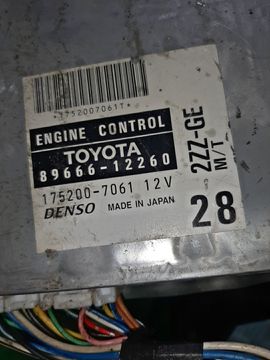 *1752007061T*
ENGINE CONTROL
TOYOTA
89666-12260
175200-7061 12V
DENSO MADE IN JAPAN
2ZZ-GE
M/T
28